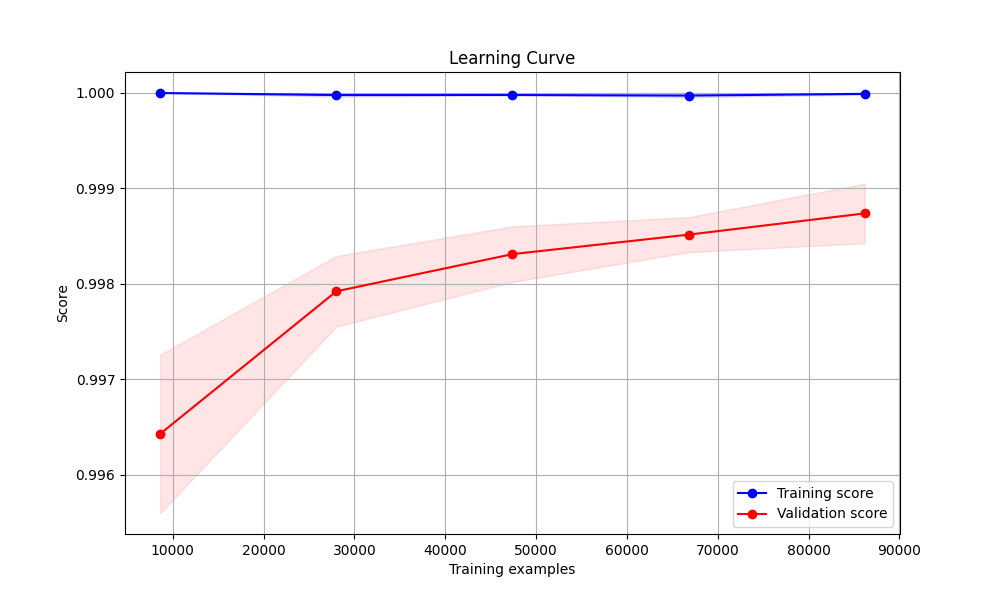 Learning Curve
1.000
0.999
0.998
0.997
0.996
Score
10000 20000 30000 40000 50000 60000 70000 80000 90000
Training examples
Training score
Validation score